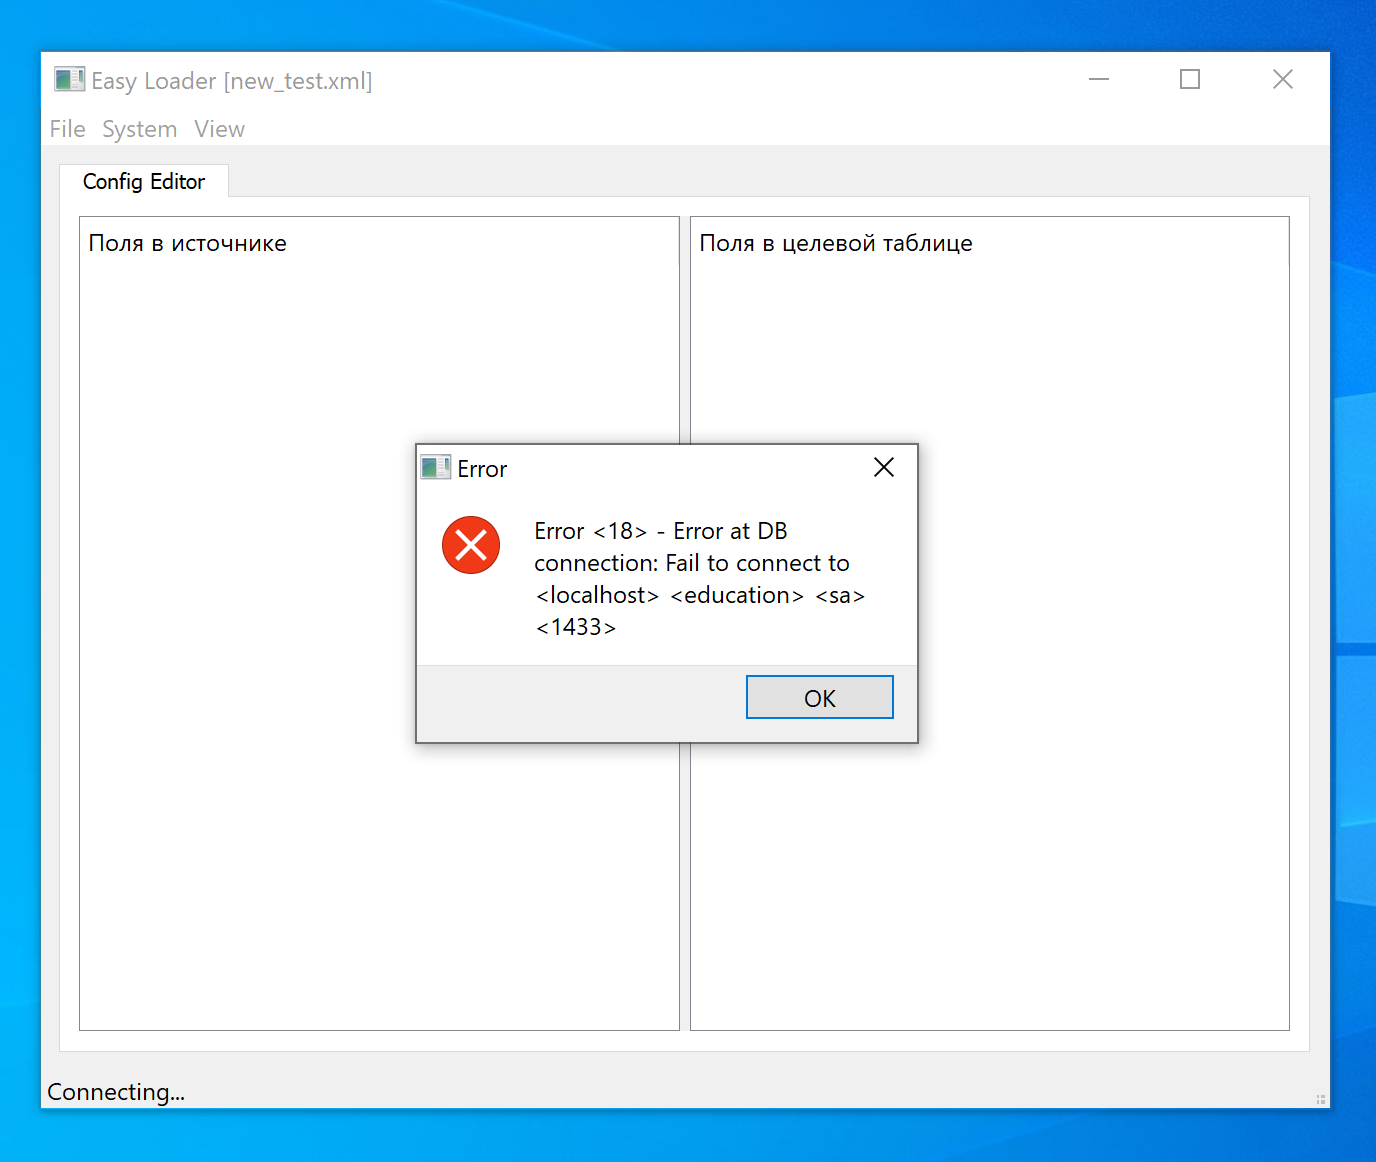 Easy Loader [new_test.xml]
File System View
Config Editor
Поля в источнике
Поля в целевой таблице
Error
Error <18> - Error at DB
connection: Fail to connect to
<localhost> <education> <sa>
<1433>
OK
Connecting...